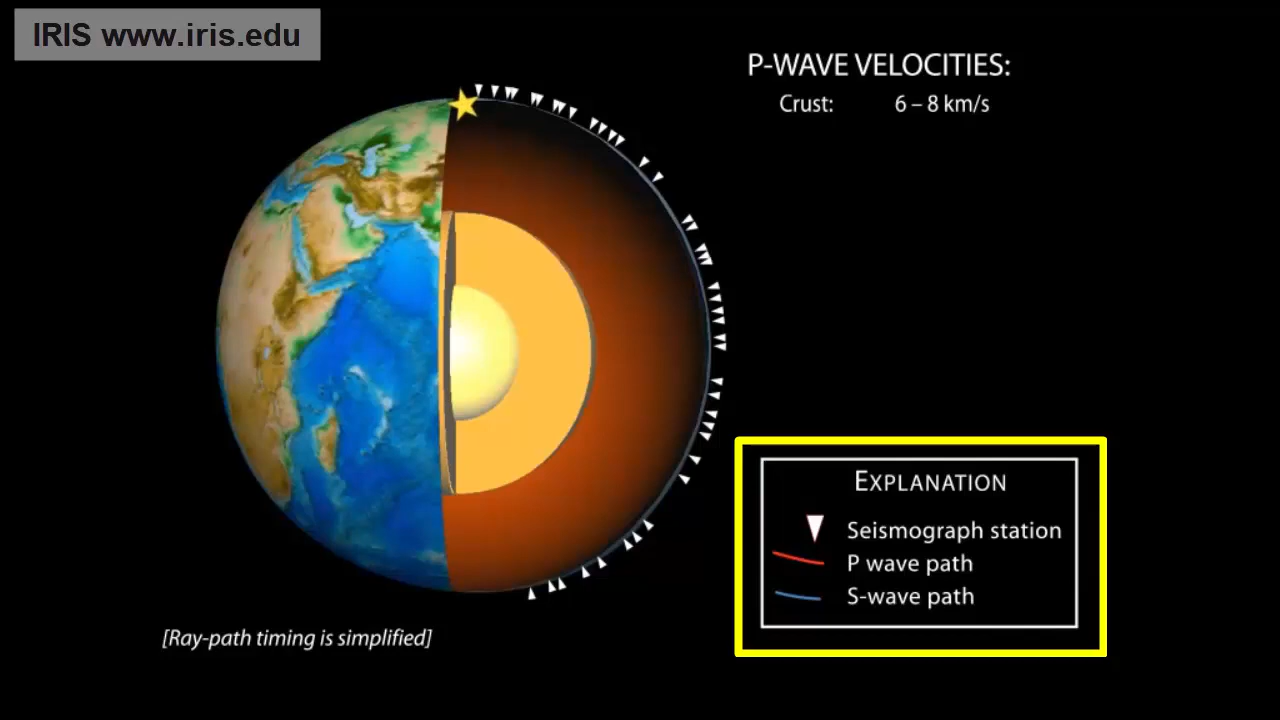 IRIS www.iris.edu
P-WAVE VELOCITIES:
Crust: 6 – 8 km/s
EXPLANATION
Seismograph station
P wave path
S-wave path
[Ray-path timing is simplified]